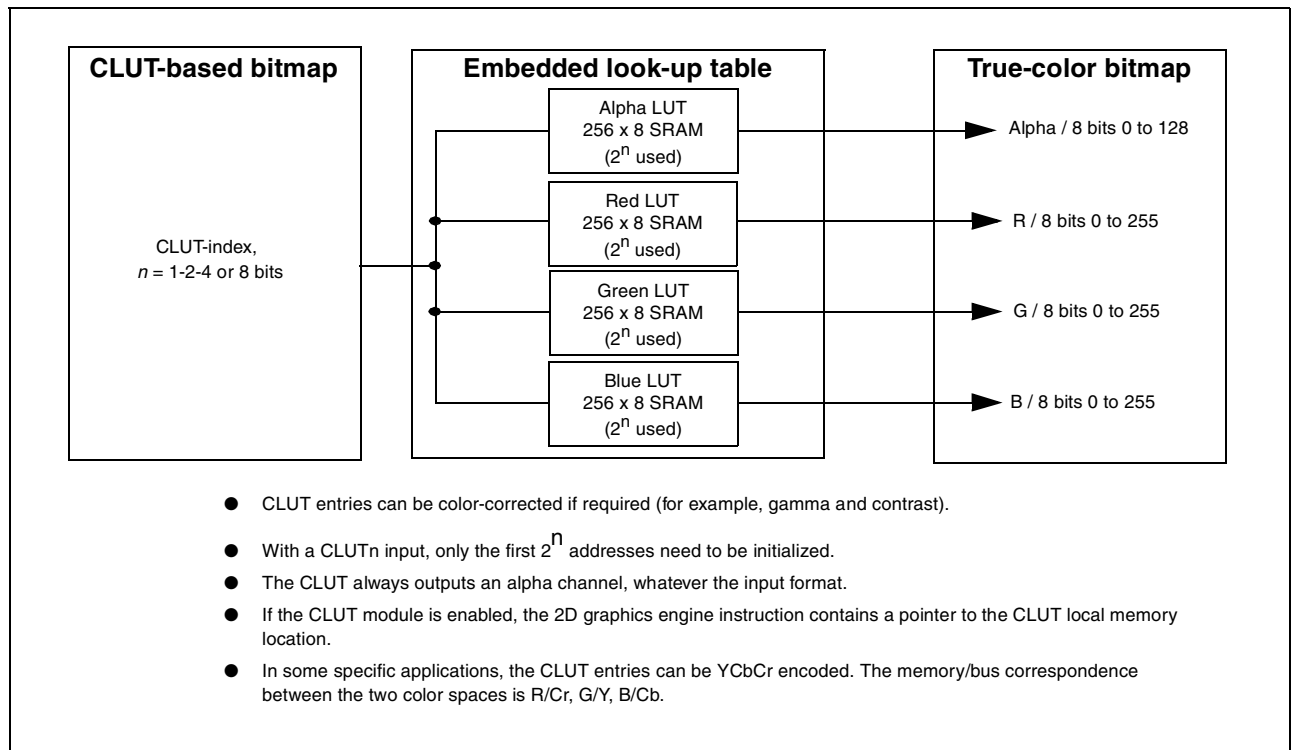 CLUT-based bitmap
CLUT-index,
n = 1-2-4 or 8 bits
Embedded look-up table
Alpha LUT
256 x 8 SRAM
(2^n used)
Red LUT
256 x 8 SRAM
(2^n used)
Green LUT
256 x 8 SRAM
(2^n used)
Blue LUT
256 x 8 SRAM
(2^n used)
True-color bitmap
Alpha / 8 bits 0 to 128
R / 8 bits 0 to 255
G / 8 bits 0 to 255
B / 8 bits 0 to 255
● CLUT entries can be color-corrected if required (for example, gamma and contrast).
● With a CLUTn input, only the first 2^n addresses need to be initialized.
● The CLUT always outputs an alpha channel, whatever the input format.
● If the CLUT module is enabled, the 2D graphics engine instruction contains a pointer to the CLUT local memory
location.
● In some specific applications, the CLUT entries can be YCbCr encoded. The memory/bus correspondence
between the two color spaces is R/Cr, G/Y, B/Cb.